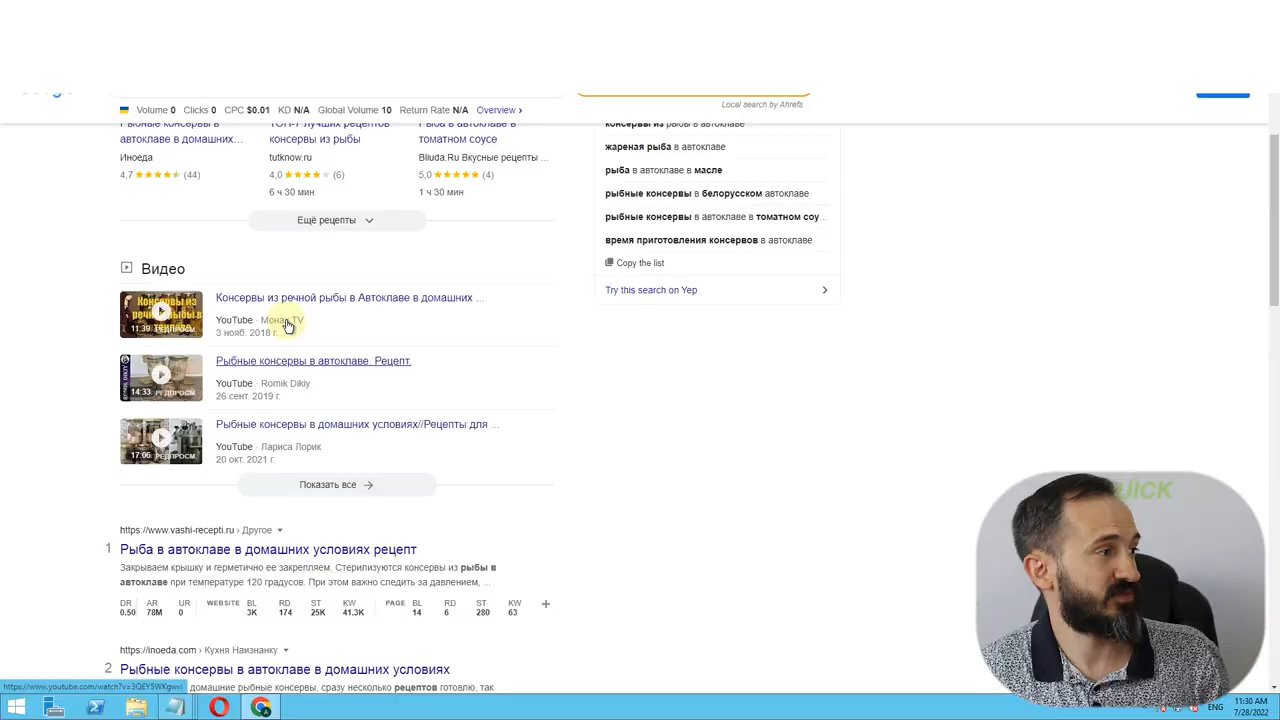 Volume 0 Clicks 0 CPC $0.01 KD N/A Global Volume 10 Return Rate N/A Overview ›
Local search by Ahrefs
Рыбные консервы в
автоклаве в домашних...
Иноеда
4,7 (44)
ТОП-7 лучших рецептов
консервы из рыбы
tutknow.ru
4,0 (6)
6 ч 30 мин
Рыба в автоклаве в
томатном соусе
Bliuda.Ru Вкусные рецепты ...
5,0 (4)
1 ч 30 мин
Ещё рецепты
консервы из рыбы в автоклаве
жареная рыба в автоклаве
рыба в автоклаве в масле
рыбные консервы в белорусском автоклаве
рыбные консервы в автоклаве в томатном соу...
время приготовления консервов в автоклаве
Copy the list
Try this search on Yep
Видео
Консервы из
речной рыбы в
11:39 РЕДПРОСМ
Консервы из речной рыбы в Автоклаве в домашних ...
YouTube · Монах TV
3 нояб. 2018 г.
14:33 РЕДПРОСМ
Рыбные консервы в автоклаве. Рецепт.
YouTube · Romik Dikiy
26 сент. 2019 г.
17:06 РЕДПРОСМ
Рыбные консервы в домашних условиях//Рецепты для ...
YouTube · Лариса Лорик
20 окт. 2021 г.
Показать все
https://www.vashi-recepti.ru › Другое
1 Рыба в автоклаве в домашних условиях рецепт
Закрываем крышку и герметично ее закрепляем. Стерилизуются консервы из рыбы в
автоклаве при температуре 120 градусов. При этом важно следить за давлением, ...
DR AR UR WEBSITE BL RD ST KW PAGE BL RD ST KW
0.50 78M 0 3K 174 25K 41.3K 14 6 280 63
https://inoeda.com › Кухня Наизнанку
2 Рыбные консервы в автоклаве в домашних условиях
домашние рыбные консервы, сразу несколько рецептов готовлю, так
UICK
ENG
11:30 AM
7/28/2022